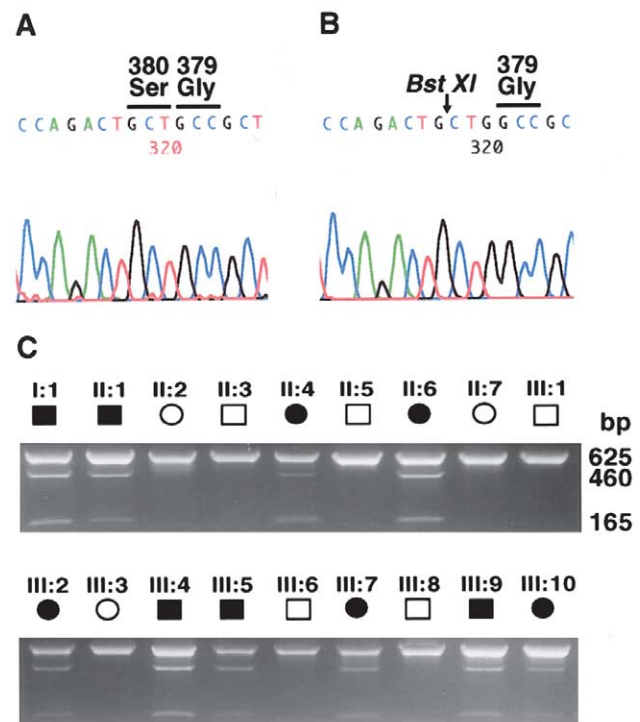 A
380 379
Ser Gly
C C A G A C T G C T G C C G C T
320
B
379
Bst XI Gly
C C A G A C T G C T G G C C G C
320
C
I:1 II:1 II:2 II:3 II:4 II:5 II:6 II:7 III:1
bp
625
460
165
III:2 III:3 III:4 III:5 III:6 III:7 III:8 III:9 III:10